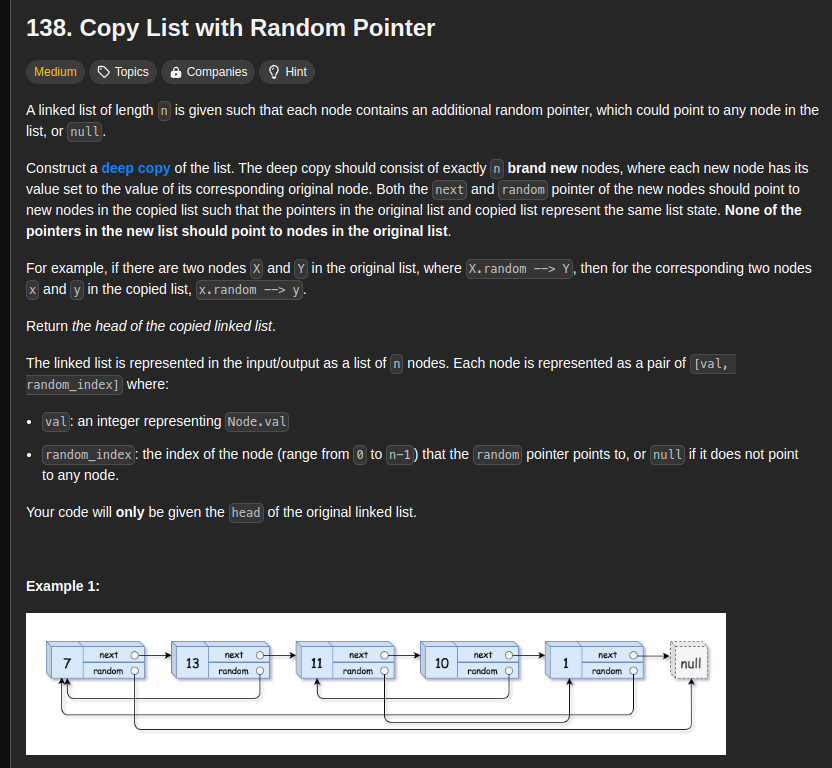 138. Copy List with Random Pointer
Medium Topics Companies Hint
A linked list of length n is given such that each node contains an additional random pointer, which could point to any node in the
list, or null.
Construct a deep copy of the list. The deep copy should consist of exactly n brand new nodes, where each new node has its
value set to the value of its corresponding original node. Both the next and random pointer of the new nodes should point to
new nodes in the copied list such that the pointers in the original list and copied list represent the same list state. None of the
pointers in the new list should point to nodes in the original list.
For example, if there are two nodes X and Y in the original list, where X.random --> Y, then for the corresponding two nodes
x and y in the copied list, x.random --> y.
Return the head of the copied linked list.
The linked list is represented in the input/output as a list of n nodes. Each node is represented as a pair of [val,
random_index] where:
• val: an integer representing Node.val
• random_index: the index of the node (range from 0 to n-1) that the random pointer points to, or null if it does not point
to any node.
Your code will only be given the head of the original linked list.
Example 1:
7 next random 13 next random 11 next random 10 next random 1 next random null